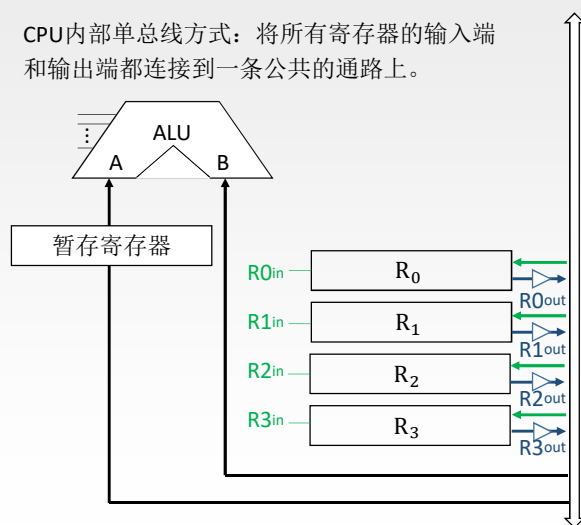 CPU内部单总线方式：将所有寄存器的输入端
和输出端都连接到一条公共的通路上。
ALU
A
B
暂存寄存器
R0in
R₀
R0out
R1in
R₁
R1out
R2in
R₂
R2out
R3in
R₃
R3out